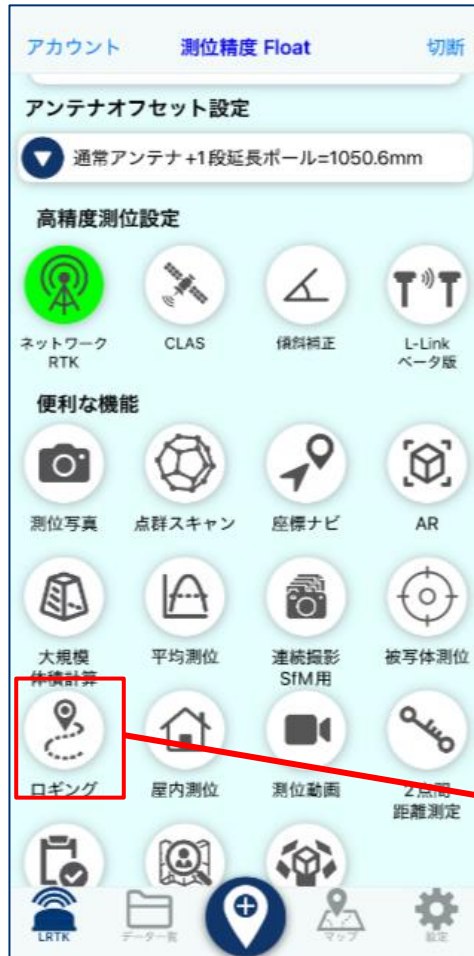 アカウント
測位精度 Float
切断
アンテナオフセット設定
通常アンテナ+1段延長ポール=1050.6mm
高精度測位設定
ネットワーク
RTK
CLAS
傾斜補正
L-Link
ベータ版
便利な機能
測位写真
点群スキャン
座標ナビ
AR
大規模
体積計算
平均測位
連続撮影
SfM用
被写体測位
ロギング
屋内測位
測位動画
2点間
距離測定
LRTK
データ一覧
マップ
設定